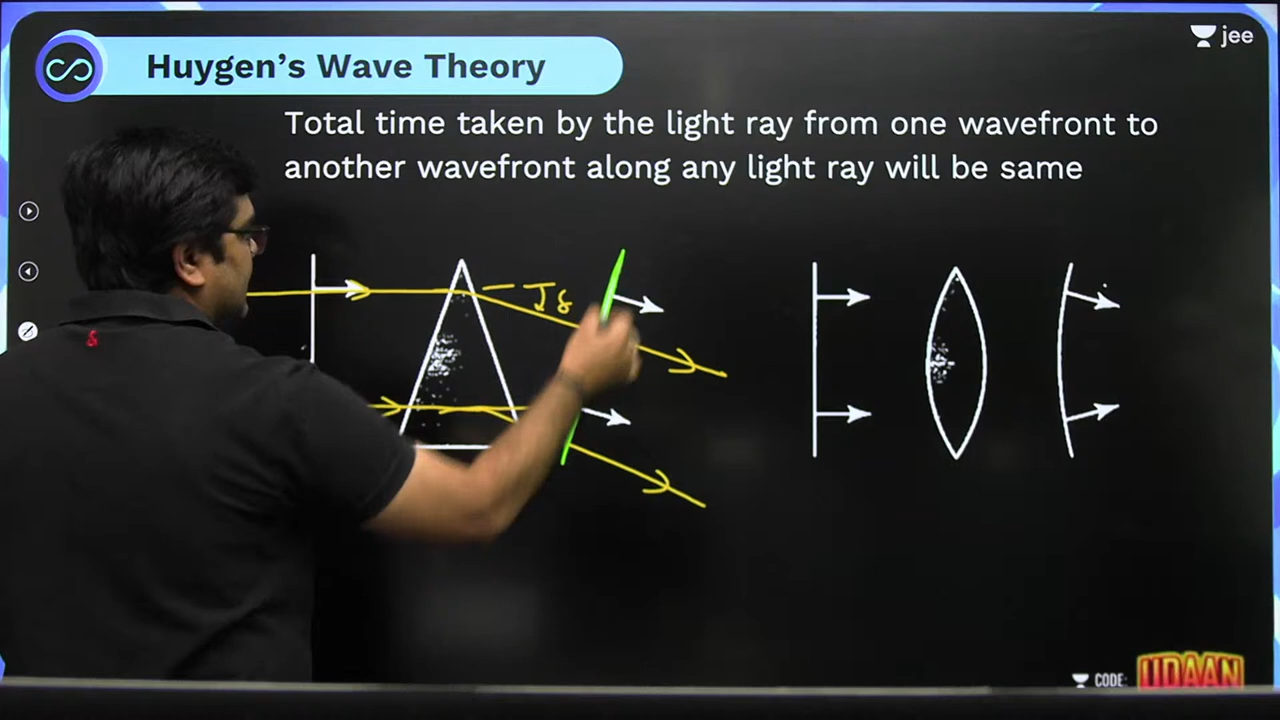 jee
Huygen's Wave Theory
Total time taken by the light ray from one wavefront to
another wavefront along any light ray will be same
δ
CODE:
UDAAN